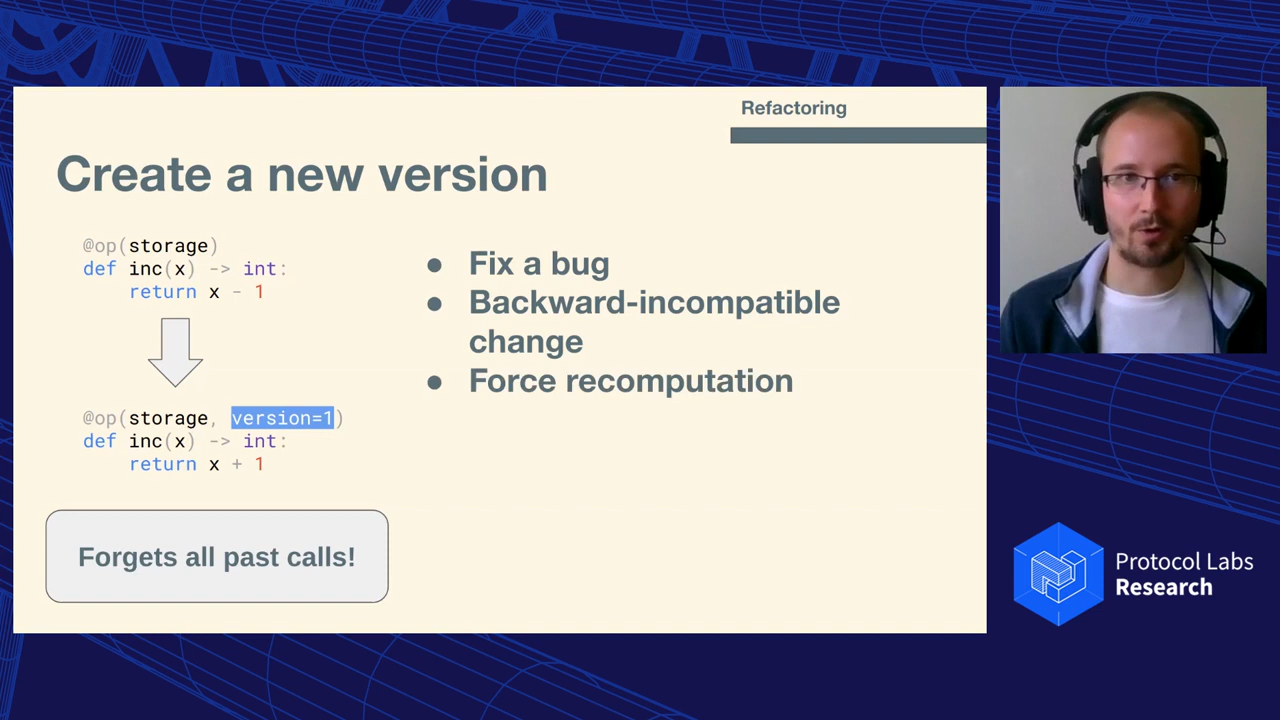 Refactoring
Create a new version
@op(storage)
def inc(x) -> int:
    return x - 1
@op(storage, version=1)
def inc(x) -> int:
    return x + 1
Forgets all past calls!
● Fix a bug
● Backward-incompatible
change
● Force recomputation
Protocol Labs
Research